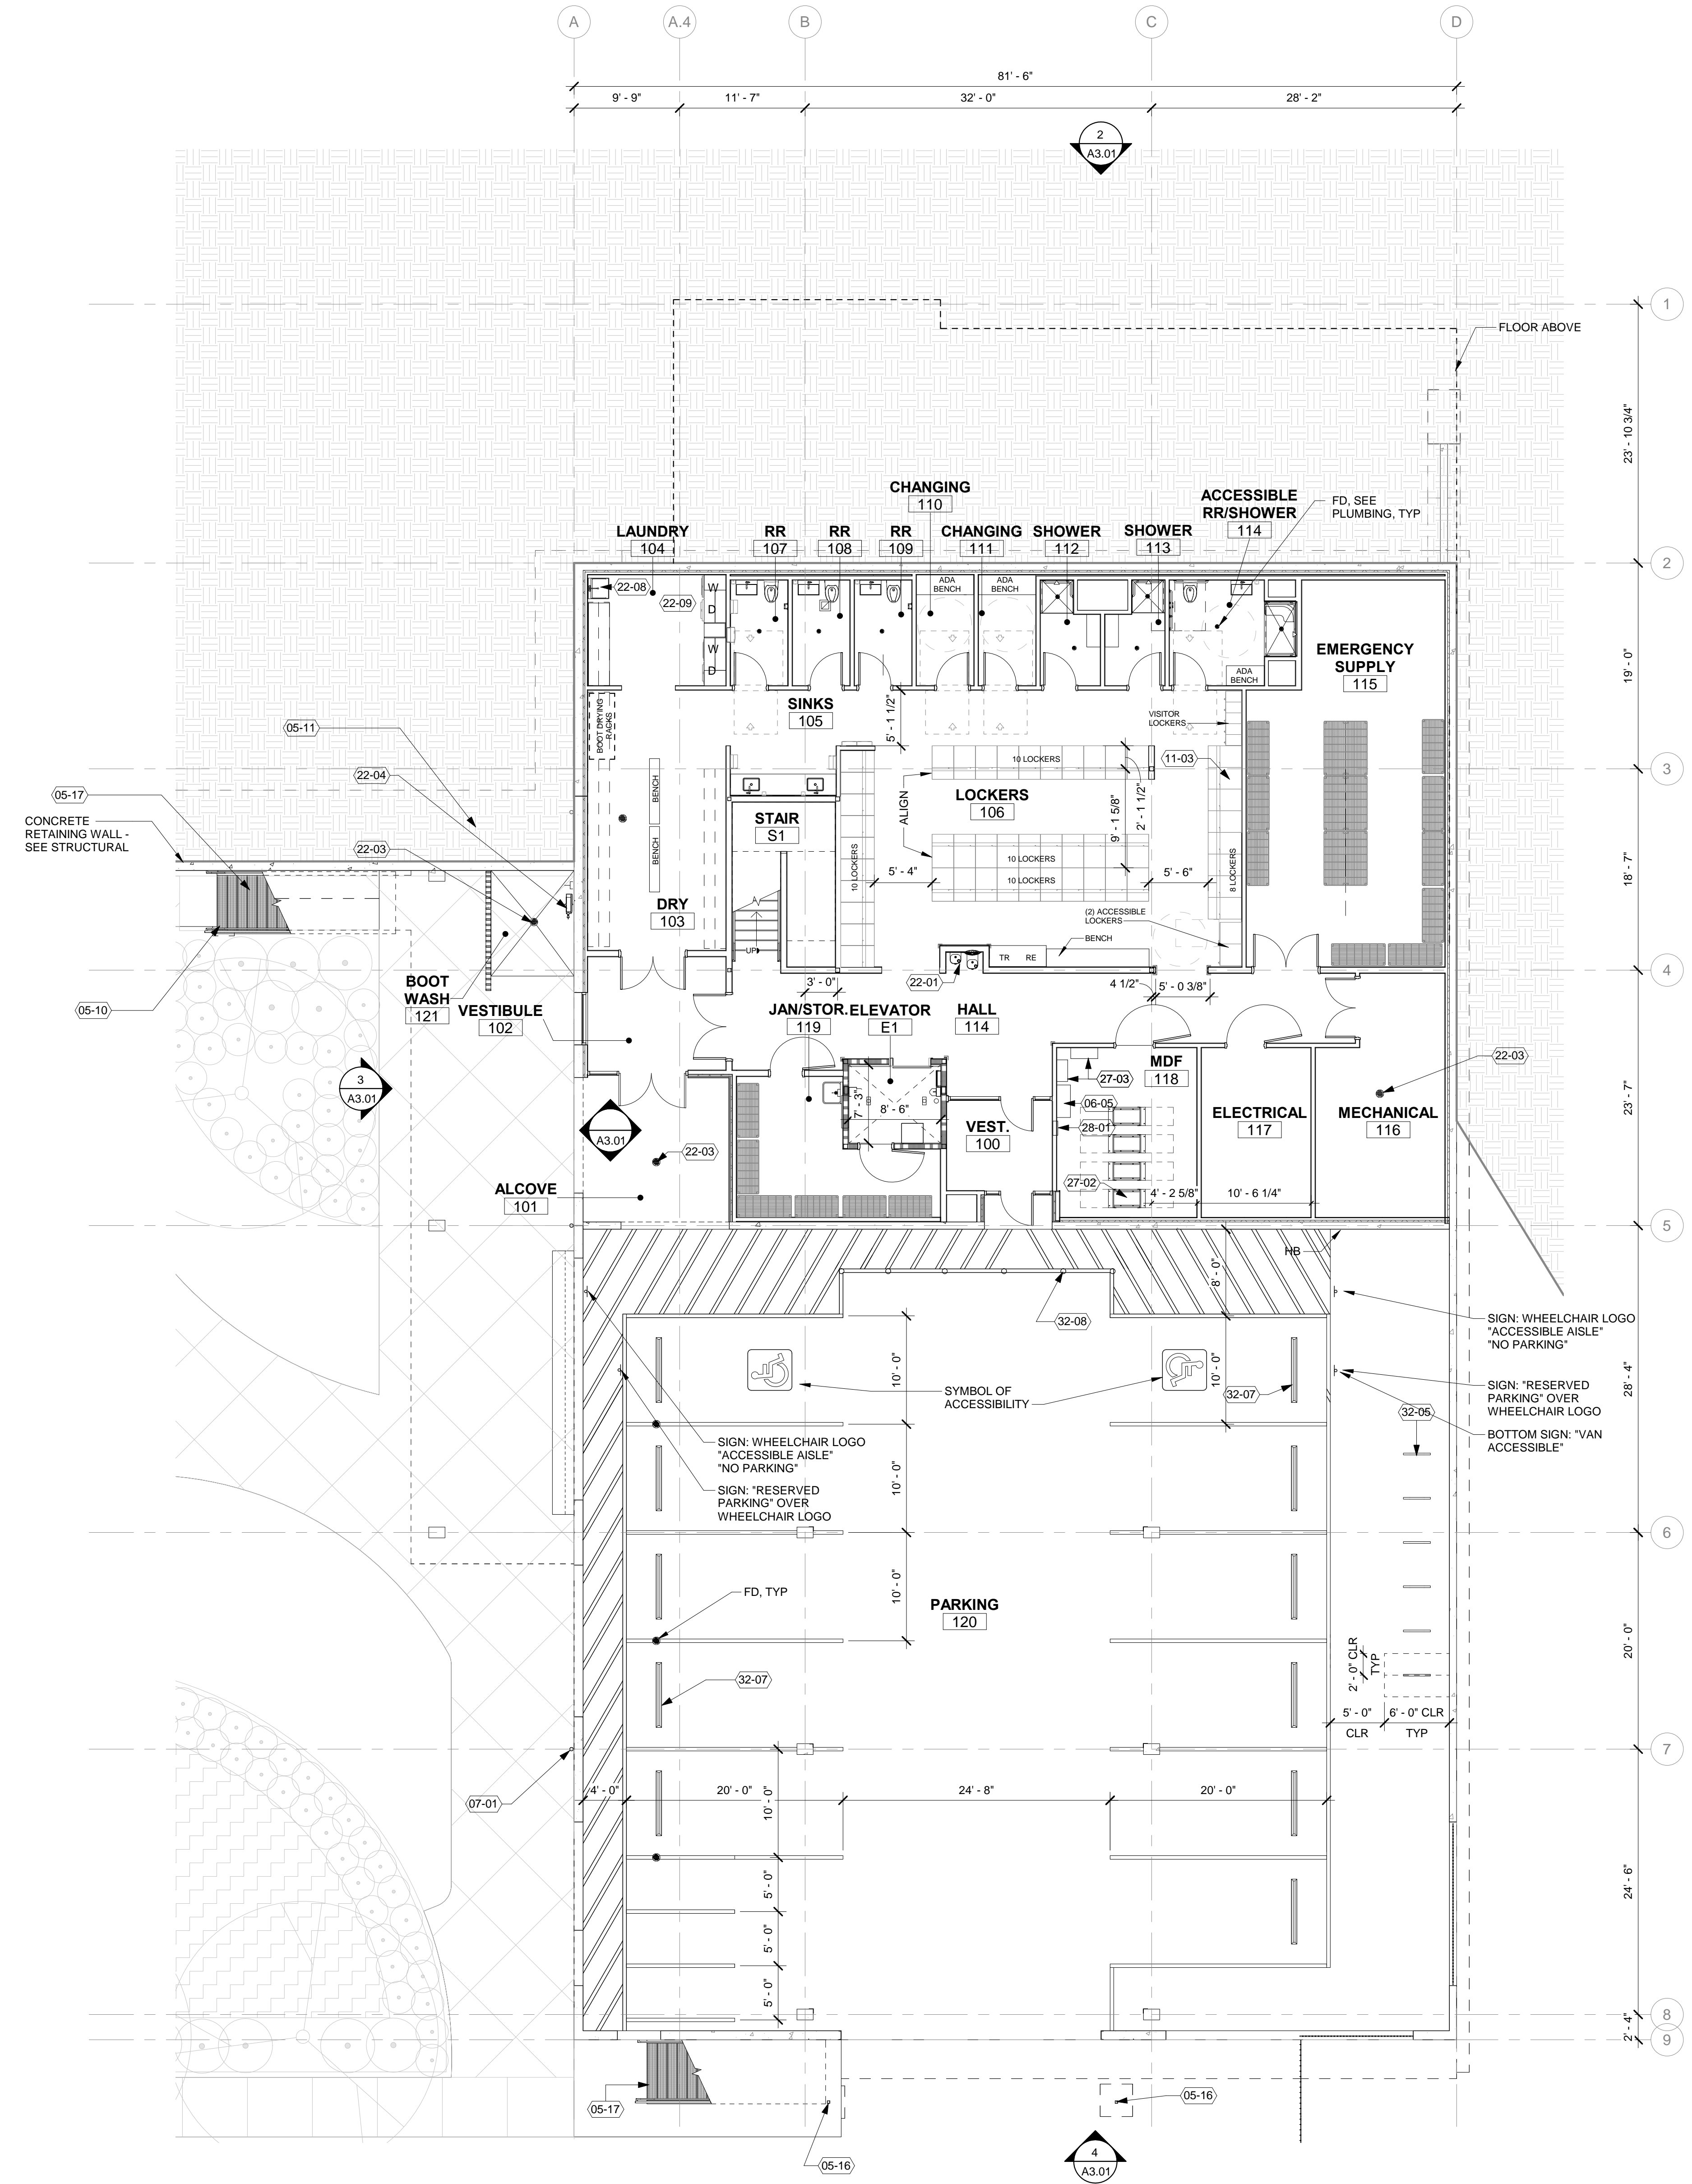 A
A.4
B
C
D
81' - 6"
9' - 9"
11' - 7"
32' - 0"
28' - 2"
2
A3.01
1
FLOOR ABOVE
23' - 10 3/4"
CHANGING
110
ACCESSIBLE
RR/SHOWER
114
FD, SEE
PLUMBING, TYP
LAUNDRY
104
RR
107
RR
108
RR
109
CHANGING
111
SHOWER
112
SHOWER
113
2
22-08
22-09
W
D
W
D
ADA
BENCH
ADA
BENCH
ADA
BENCH
EMERGENCY
SUPPLY
115
19' - 0"
SINKS
105
5' - 1 1/2"
VISITOR
LOCKERS
BOOT DRYING
RACKS
05-11
22-04
10 LOCKERS
11-03
3
BENCH
05-17
CONCRETE
RETAINING WALL -
SEE STRUCTURAL
22-03
ALIGN
LOCKERS
106
9' - 1 5/8"
2' - 1 1/2"
STAIR
S1
BENCH
10 LOCKERS
10 LOCKERS
10 LOCKERS
8 LOCKERS
5' - 4"
5' - 6"
18' - 7"
DRY
103
(2) ACCESSIBLE
LOCKERS
BENCH
UP
TR
RE
4
BOOT
WASH
121
05-10
VESTIBULE
102
3' - 0"
22-01
4 1/2"
5' - 0 3/8"
JAN/STOR.
119
ELEVATOR
E1
HALL
114
MDF
118
22-03
3
A3.01
27-03
06-05
28-01
7' - 3"
8' - 6"
VEST.
100
ELECTRICAL
117
MECHANICAL
116
23' - 7"
A3.01
22-03
27-02
4' - 2 5/8"
10' - 6 1/4"
ALCOVE
101
5
HB
8' - 0"
32-08
SIGN: WHEELCHAIR LOGO
"ACCESSIBLE AISLE"
"NO PARKING"
10' - 0"
10' - 0"
SYMBOL OF
ACCESSIBILITY
32-07
SIGN: "RESERVED
PARKING" OVER
WHEELCHAIR LOGO
28' - 4"
32-05
BOTTOM SIGN: "VAN
ACCESSIBLE"
SIGN: WHEELCHAIR LOGO
"ACCESSIBLE AISLE"
"NO PARKING"
10' - 0"
SIGN: "RESERVED
PARKING" OVER
WHEELCHAIR LOGO
6
FD, TYP
10' - 0"
PARKING
120
20' - 0"
32-07
2' - 0" CLR
TYP
5' - 0"
CLR
6' - 0" CLR
TYP
7
07-01
4' - 0"
20' - 0"
10' - 0"
24' - 8"
20' - 0"
5' - 0"
24' - 6"
5' - 0"
5' - 0"
8
2' - 4"
9
05-17
05-16
05-16
4
A3.01